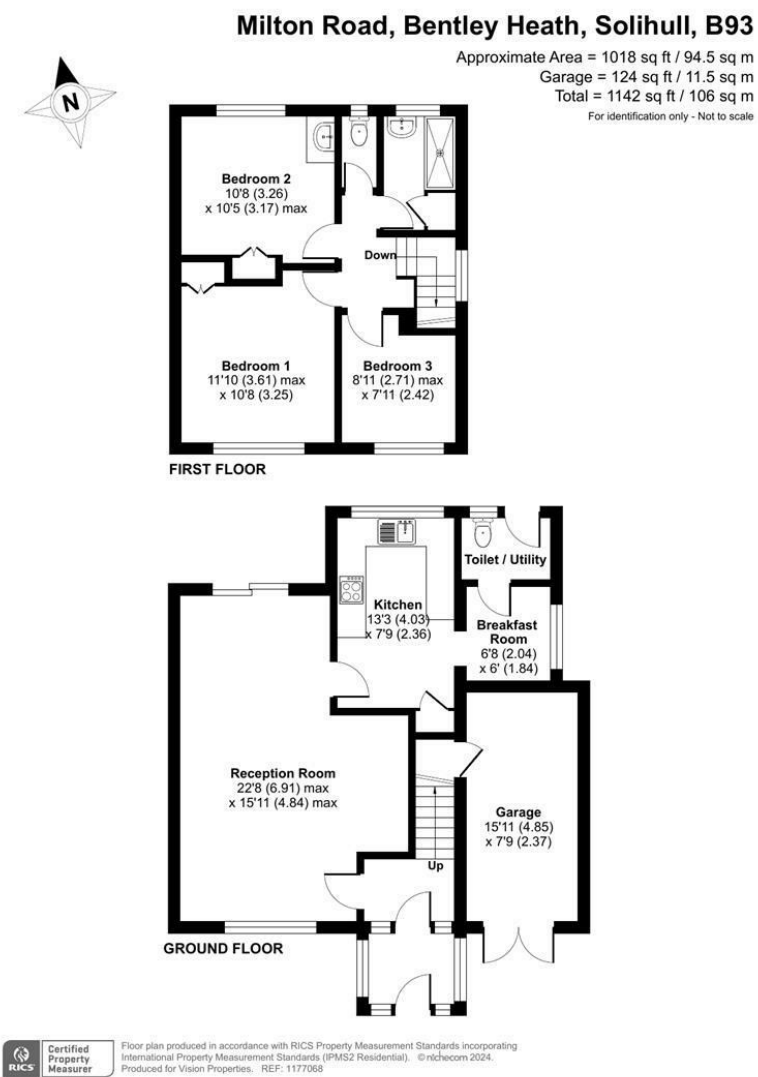 Milton Road, Bentley Heath, Solihull, B93
Approximate Area = 1018 sq ft / 94.5 sq m
Garage = 124 sq ft / 11.5 sq m
Total = 1142 sq ft / 106 sq m
For identification only - Not to scale
N
Bedroom 2
10'8 (3.26)
x 10'5 (3.17) max
Down
Bedroom 1
11'10 (3.61) max
x 10'8 (3.25)
Bedroom 3
8'11 (2.71) max
x 7'11 (2.42)
FIRST FLOOR
Toilet / Utility
Kitchen
13'3 (4.03)
x 7'9 (2.36)
Breakfast
Room
6'8 (2.04)
x 6' (1.84)
Reception Room
22'8 (6.91) max
x 15'11 (4.84) max
Garage
15'11 (4.85)
x 7'9 (2.37)
Up
GROUND FLOOR
RICS
Certified
Property
Measurer
Floor plan produced in accordance with RICS Property Measurement Standards incorporating
International Property Measurement Standards (IPMS2 Residential). © nichecom 2024.
Produced for Vision Properties. REF: 1177068